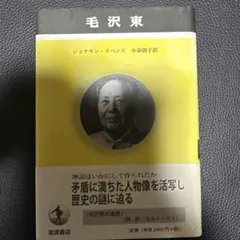 毛沢東
ジョナサン・スペンス 小泉朝子訳
神話はいかにして作られたか
矛盾に満ちた人物像を活写し
歴史の謎に迫る
岩波書店